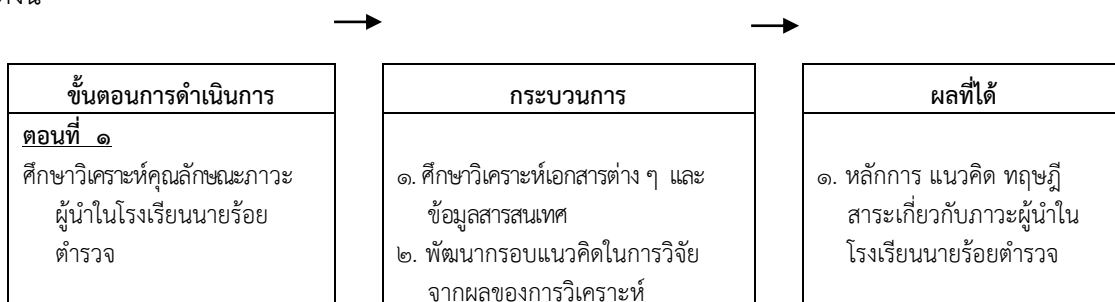 ขั้นตอนการดำเนินการ
ตอนที่ ๑
ศึกษาวิเคราะห์คุณลักษณะภาวะ
ผู้นำในโรงเรียนนายร้อย
ตำรวจ
กระบวนการ
๑. ศึกษาวิเคราะห์เอกสารต่าง ๆ และ
ข้อมูลสารสนเทศ
๒. พัฒนากรอบแนวคิดในการวิจัย
จากผลของการวิเคราะห์
ผลที่ได้
๑. หลักการ แนวคิด ทฤษฎี
สาระเกี่ยวกับภาวะผู้นำใน
โรงเรียนนายร้อยตำรวจ